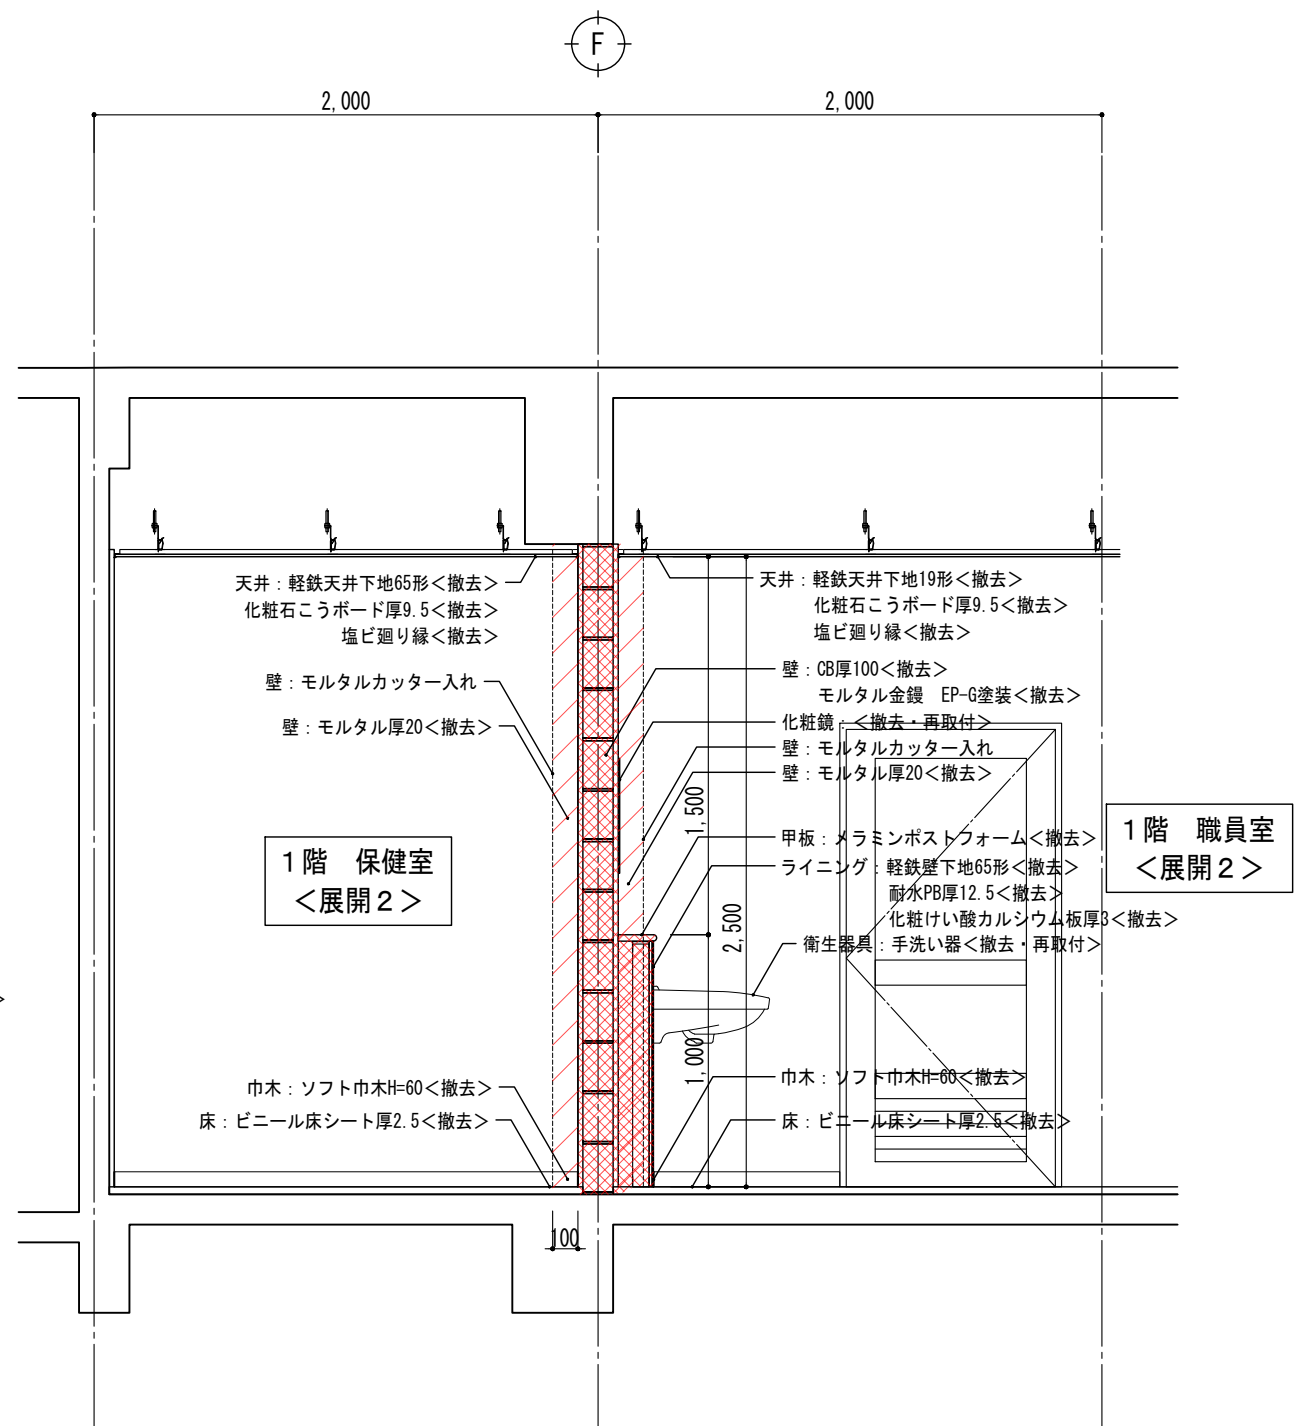 F
2,000
2,000
天井：軽鉄天井下地65形＜撤去＞
化粧石こうボード厚9.5＜撤去＞
塩ビ廻り縁＜撤去＞
壁：モルタルカッター入れ
壁：モルタル厚20＜撤去＞
1階　保健室
＜展開2＞
巾木：ソフト巾木H=60＜撤去＞
床：ビニール床シート厚2.5＜撤去＞
100
天井：軽鉄天井下地19形＜撤去＞
化粧石こうボード厚9.5＜撤去＞
塩ビ廻り縁＜撤去＞
壁：CB厚100＜撤去＞
モルタル金鏝　EP-G塗装＜撤去＞
化粧鏡：＜撤去・再取付＞
壁：モルタルカッター入れ
壁：モルタル厚20＜撤去＞
1,500
甲板：メラミンポストフォーム＜撤去＞
ライニング：軽鉄壁下地65形＜撤去＞
耐水PB厚12.5＜撤去＞
化粧けい酸カルシウム板厚3＜撤去＞
2,500
衛生器具：手洗い器＜撤去・再取付＞
1,000
巾木：ソフト巾木H=60＜撤去＞
床：ビニール床シート厚2.5＜撤去＞
1階　職員室
＜展開2＞
＞